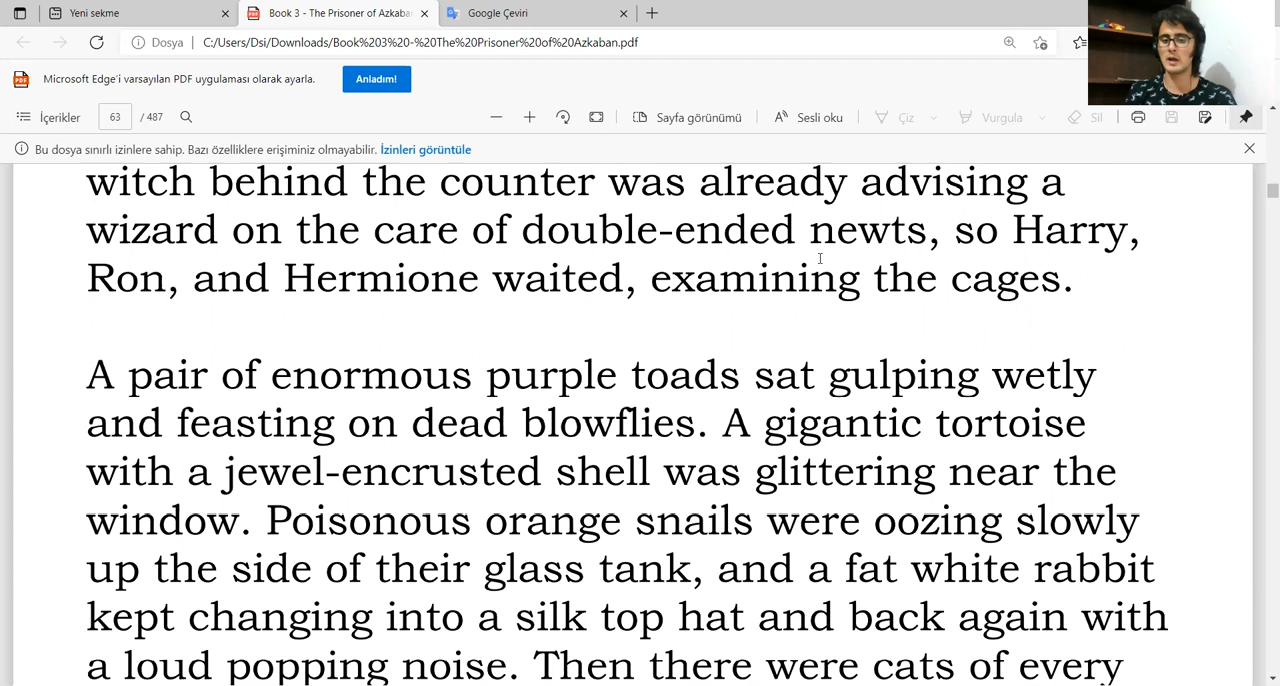 Yeni sekme
Book 3 - The Prisoner of Azkaba
Google Çeviri
Dosya
C:/Users/Dsi/Downloads/Book%203%20-%20The%20Prisoner%20of%20Azkaban.pdf
Microsoft Edge'i varsayılan PDF uygulaması olarak ayarla.
Anladım!
İçerikler
63 / 487
Sayfa görünümü
Sesli oku
Çiz
Vurgula
Sil
Bu dosya sınırlı izinlere sahip. Bazı özelliklere erişiminiz olmayabilir. İzinleri görüntüle
witch behind the counter was already advising a
wizard on the care of double-ended newts, so Harry,
Ron, and Hermione waited, examining the cages.
A pair of enormous purple toads sat gulping wetly
and feasting on dead blowflies. A gigantic tortoise
with a jewel-encrusted shell was glittering near the
window. Poisonous orange snails were oozing slowly
up the side of their glass tank, and a fat white rabbit
kept changing into a silk top hat and back again with
a loud popping noise. Then there were cats of every